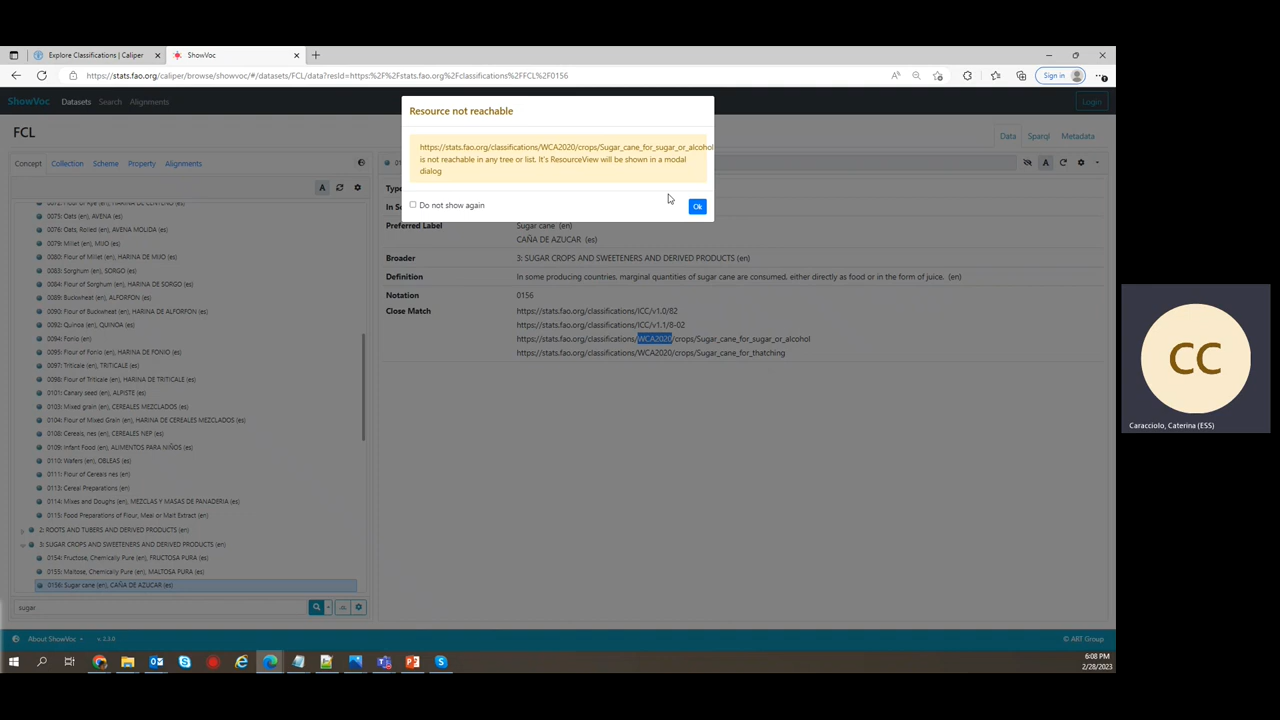 Explore Classifications | Caliper
ShowVoc
https://stats.fao.org/caliper/browse/showvoc/#/datasets/FCL/data?resId=https:%2F%2Fstats.fao.org%2Fclassifications%2FFCL%2F0156
Sign in
ShowVoc Datasets Search Alignments
Login
FCL
Data Sparql Metadata
Concept Collection Scheme Property Alignments
A
Resource not reachable
https://stats.fao.org/classifications/WCA2020/crops/Sugar_cane_for_sugar_or_alcohol
is not reachable in any tree or list. It's ResourceView will be shown in a modal
dialog
Do not show again
Ok
0075: Oats (en), AVENA (es)
0076: Oats, Rolled (en), AVENA MOLIDA (es)
0079: Millet (en), MIJO (es)
0080: Flour of Millet (en), HARINA DE MIJO (es)
0083: Sorghum (en), SORGO (es)
0084: Flour of Sorghum (en), HARINA DE SORGO (es)
0089: Buckwheat (en), ALFORFON (es)
0090: Flour of Buckwheat (en), HARINA DE ALFORFON (es)
0092: Quinoa (en), QUINOA (es)
0094: Fonio (en)
0095: Flour of Fonio (en), HARINA DE FONIO (es)
0097: Triticale (en), TRITICALE (es)
0098: Flour of Triticale (en), HARINA DE TRITICALE (es)
0101: Canary seed (en), ALPISTE (es)
0103: Mixed grain (en), CEREALES MEZCLADOS (es)
0104: Flour of Mixed Grain (en), HARINA DE CEREALES MEZCLADOS (es)
0108: Cereals, nes (en), CEREALES NEP (es)
0109: Infant Food (en), ALIMENTOS PARA NIÑOS (es)
0110: Wafers (en), OBLEAS (es)
0111: Flour of Cereals nes (en)
0113: Cereal Preparations (en)
0114: Mixes and Doughs (en), MEZCLAS Y MASAS DE PANADERIA (es)
0115: Food Preparations of Flour, Meal or Malt Extract (en)
2: ROOTS AND TUBERS AND DERIVED PRODUCTS (en)
3: SUGAR CROPS AND SWEETENERS AND DERIVED PRODUCTS (en)
0154: Fructose, Chemically Pure (en), FRUCTOSA PURA (es)
0155: Maltose, Chemically Pure (en), MALTOSA PURA (es)
0156: Sugar cane (en), CAÑA DE AZUCAR (es)
sugar
A
Preferred Label Sugar cane (en)
CAÑA DE AZUCAR (es)
Broader 3: SUGAR CROPS AND SWEETENERS AND DERIVED PRODUCTS (en)
Definition In some producing countries, marginal quantities of sugar cane are consumed, either directly as food or in the form of juice. (en)
Notation 0156
Close Match https://stats.fao.org/classifications/ICC/v1.0/82
https://stats.fao.org/classifications/ICC/v1.1/8-02
https://stats.fao.org/classifications/WCA2020/crops/Sugar_cane_for_sugar_or_alcohol
https://stats.fao.org/classifications/WCA2020/crops/Sugar_cane_for_thatching
About ShowVoc v. 2.3.0
© ART Group
6:08 PM
2/28/2023
CC
Caracciolo, Caterina (ESS)